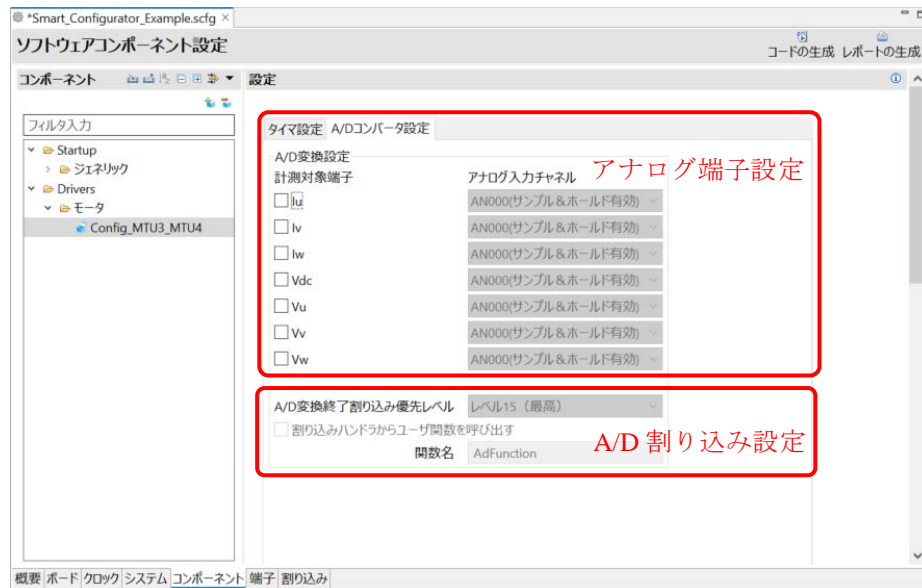 *Smart_Configurator_Example.scfg
ソフトウェアコンポーネント設定
コードの生成 レポートの生成
コンポーネント
設定
フィルタ入力
Startup
ジェネリック
Drivers
モータ
Config_MTU3_MTU4
タイマ設定 A/Dコンバータ設定
A/D変換設定
アナログ端子設定
計測対象端子 アナログ入力チャネル
Iu AN000(サンプル&ホールド有効)
Iv AN000(サンプル&ホールド有効)
Iw AN000(サンプル&ホールド有効)
Vdc AN000(サンプル&ホールド有効)
Vu AN000(サンプル&ホールド有効)
Vv AN000(サンプル&ホールド有効)
Vw AN000(サンプル&ホールド有効)
A/D変換終了割り込み優先レベル レベル15（最高）
割り込みハンドラからユーザ関数を呼び出す
A/D 割り込み設定
関数名 AdFunction
概要 ボード クロック システム コンポーネント 端子 割り込み